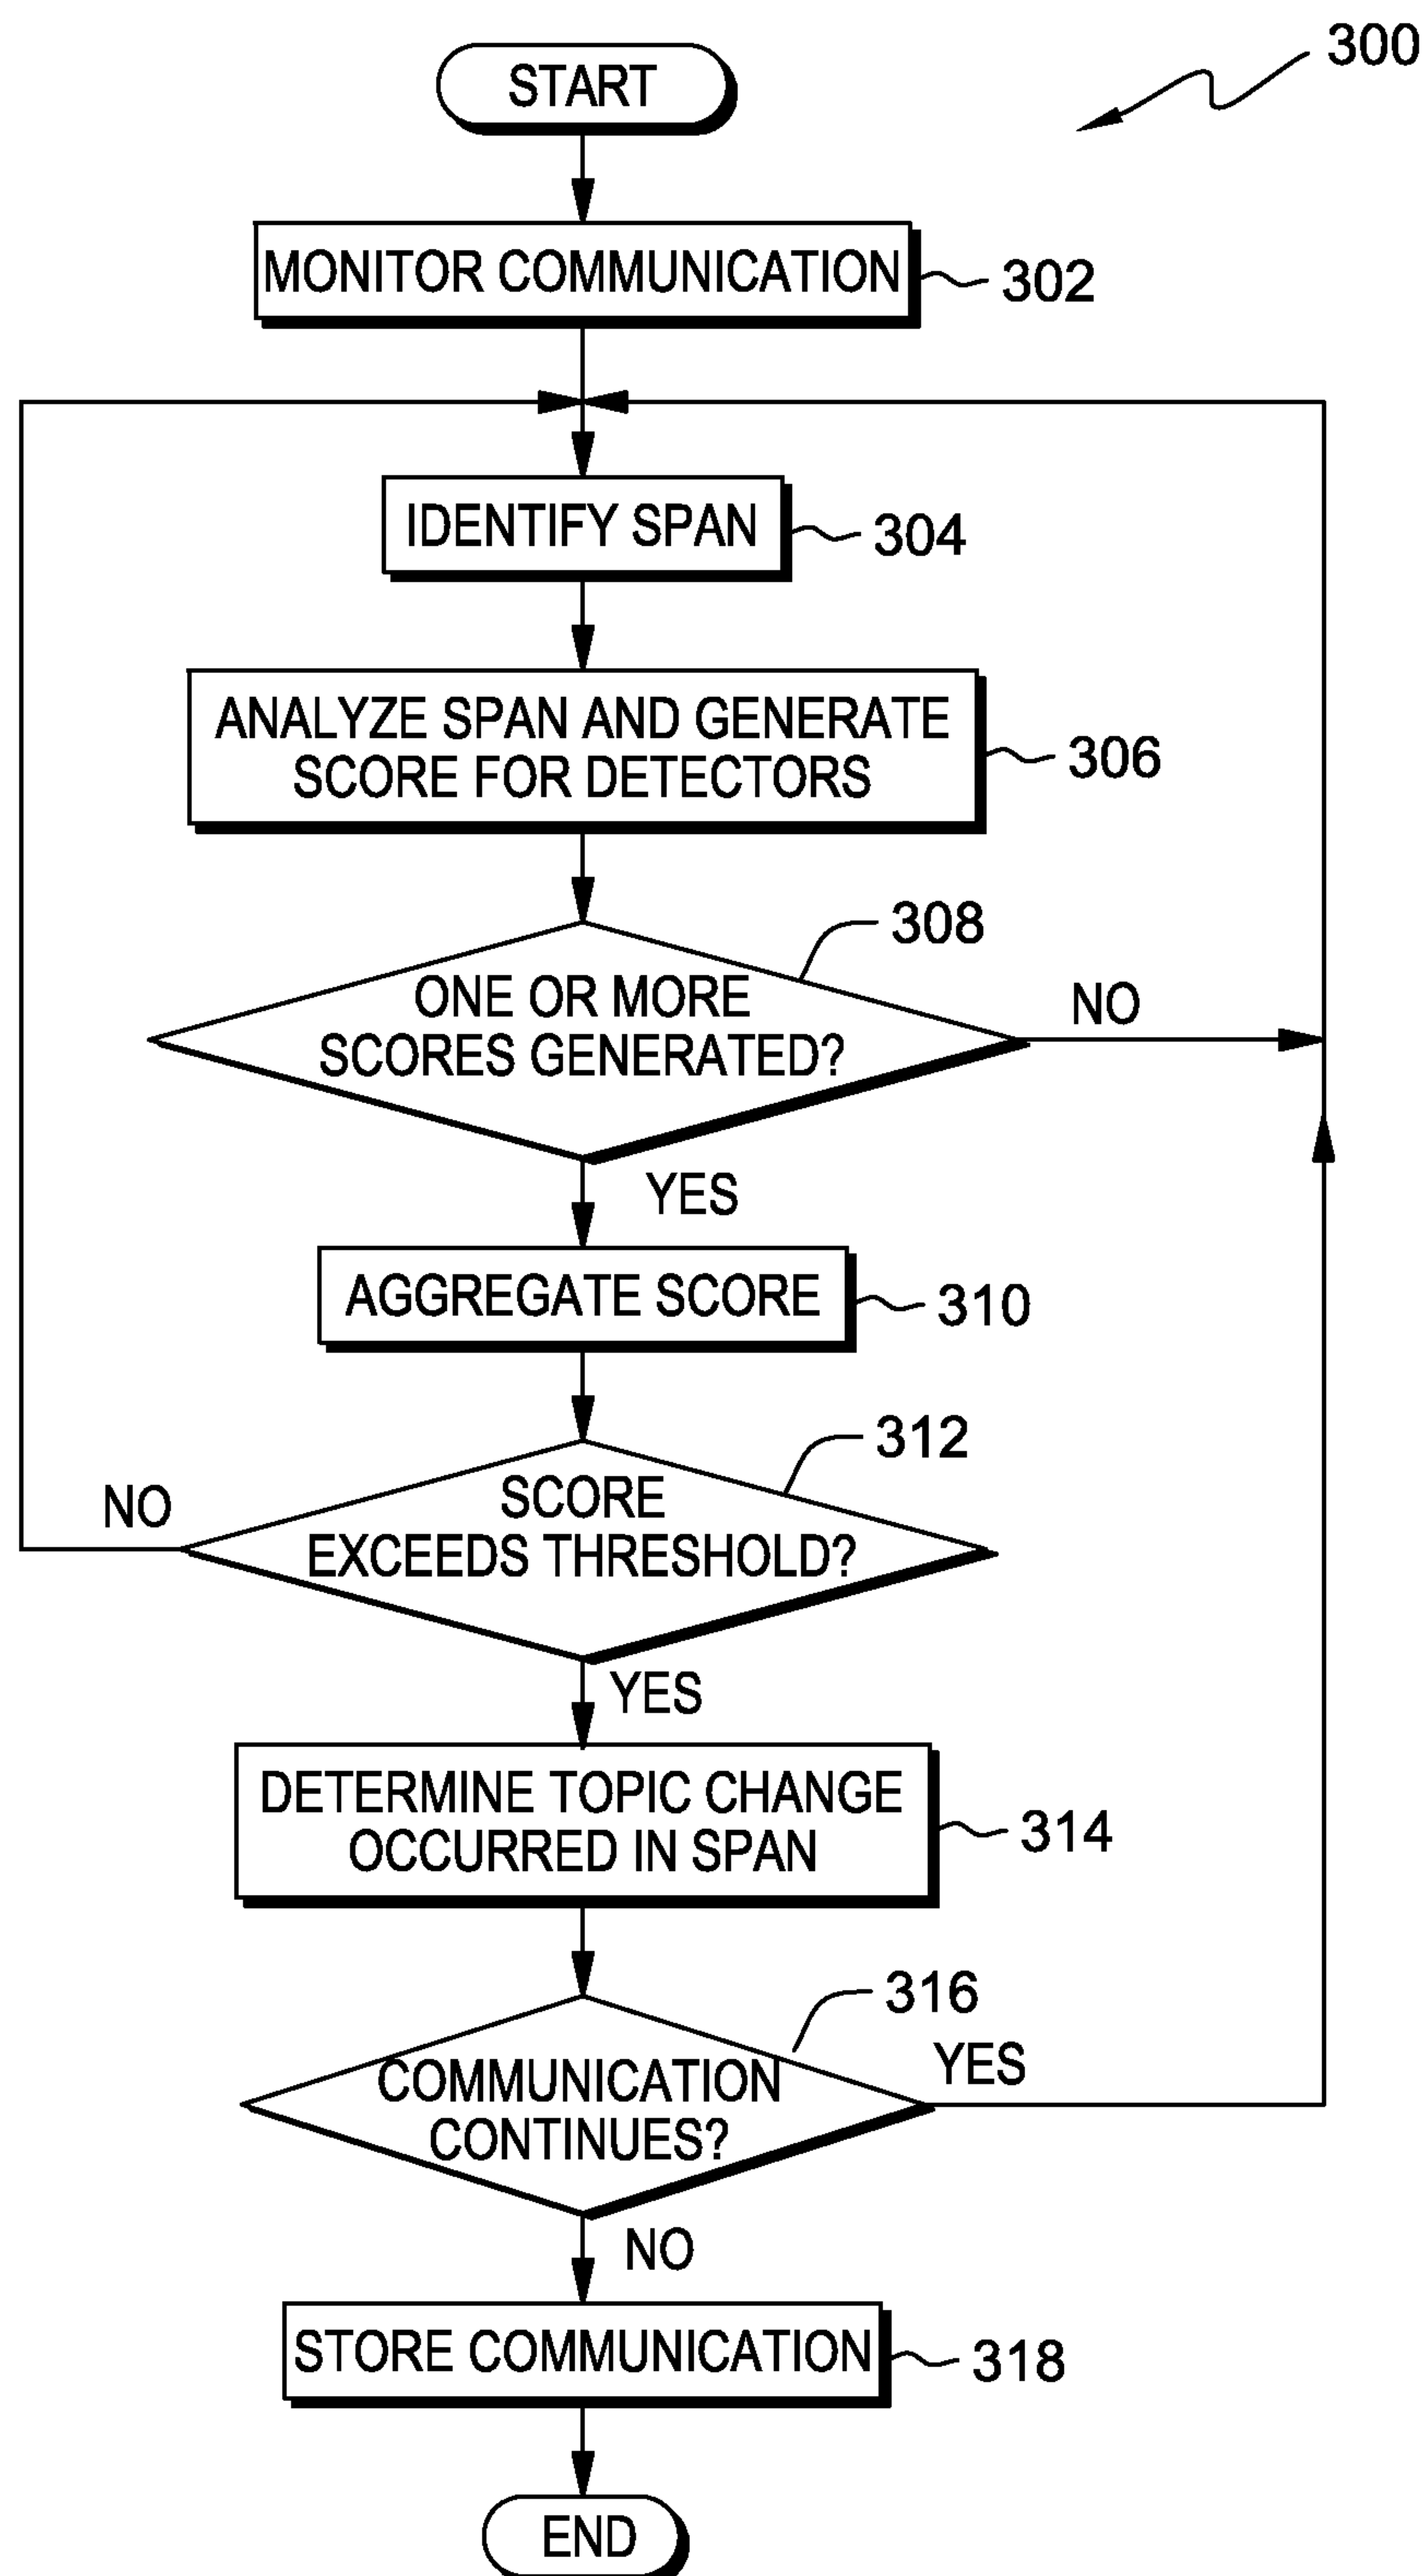 300
START
MONITOR COMMUNICATION
302
IDENTIFY SPAN
304
ANALYZE SPAN AND GENERATE
SCORE FOR DETECTORS
306
308
ONE OR MORE
SCORES GENERATED?
NO
YES
AGGREGATE SCORE
310
312
SCORE
EXCEEDS THRESHOLD?
NO
YES
DETERMINE TOPIC CHANGE
OCCURRED IN SPAN
314
316
COMMUNICATION
CONTINUES?
YES
NO
STORE COMMUNICATION
318
END